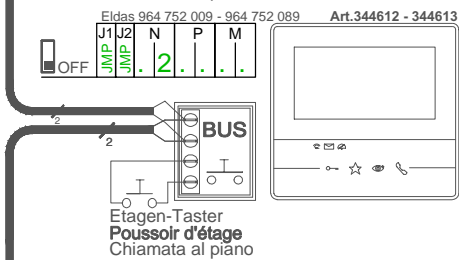 Eldas 964 752 009 - 964 752 089 Art.344612 - 344613
J1 J2 N P M
OFF JMP JMP . 2 . . . .
2
BUS
2
Etagen-Taster
Poussoir d'étage
Chiamata al piano